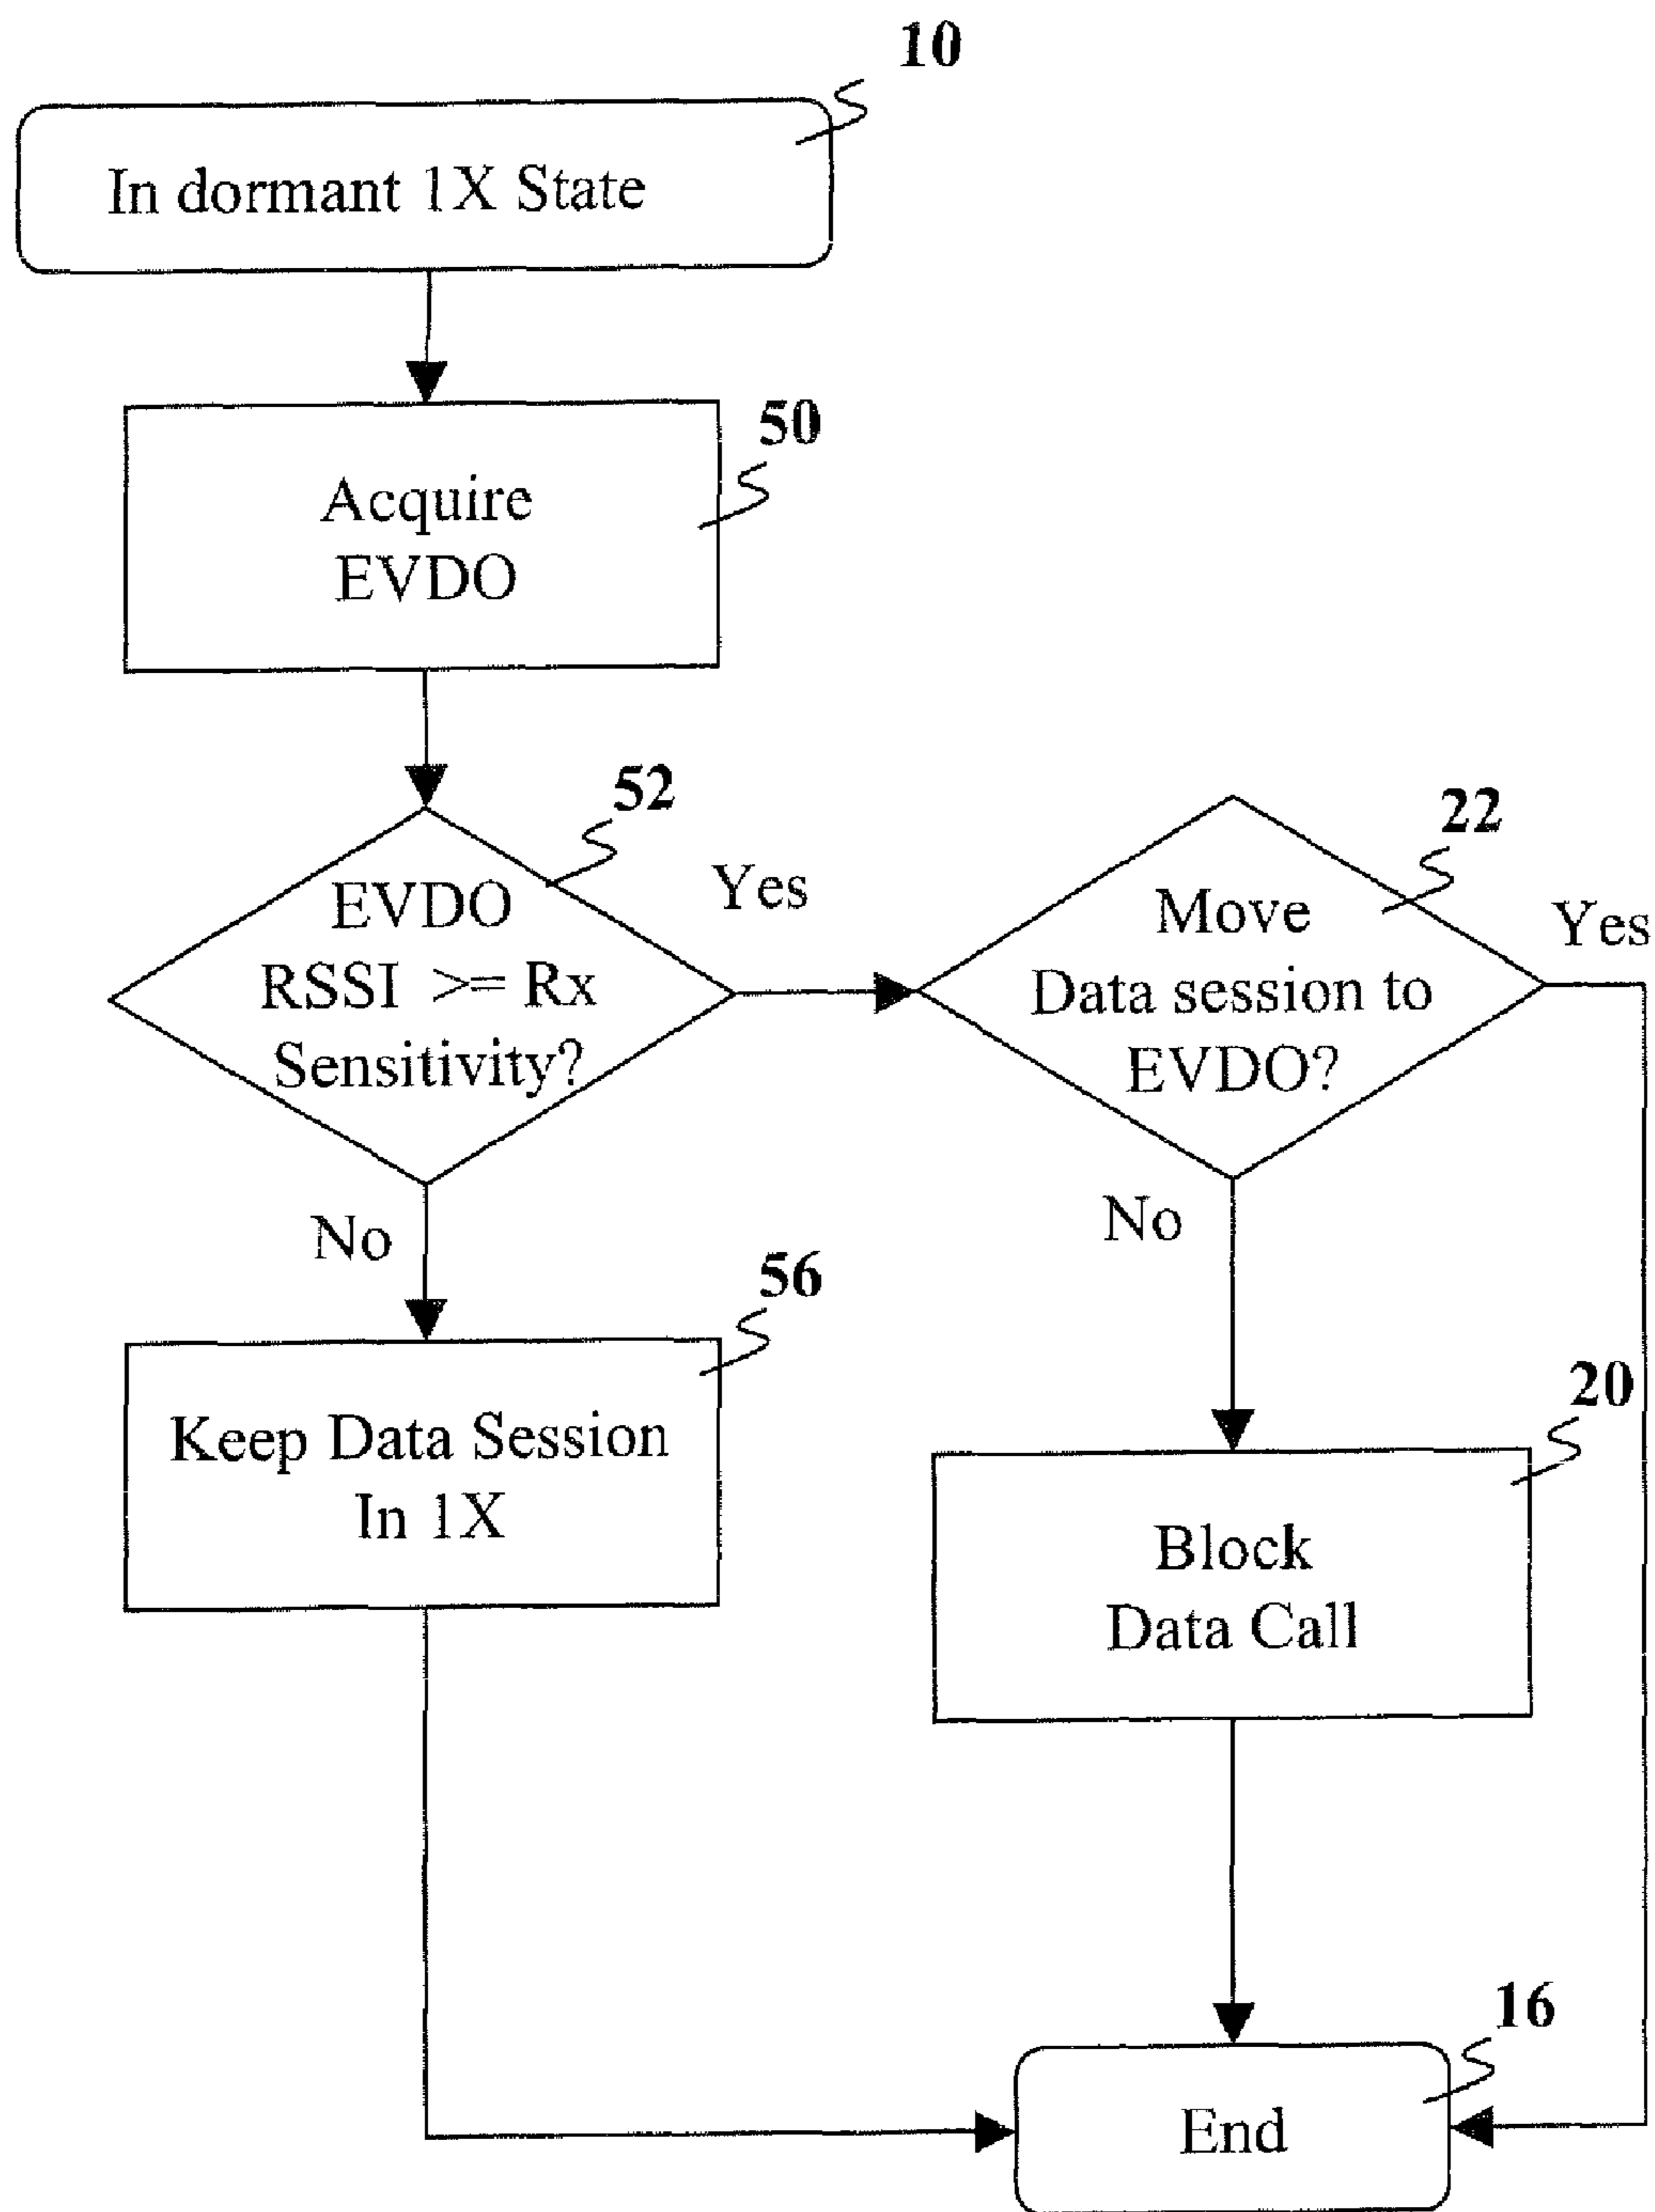 10
In dormant 1X State
50
Acquire
EVDO
52
EVDO
RSSI >= Rx
Sensitivity?
Yes
22
Move
Data session to
EVDO?
Yes
No
No
56
Keep Data Session
In 1X
20
Block
Data Call
16
End